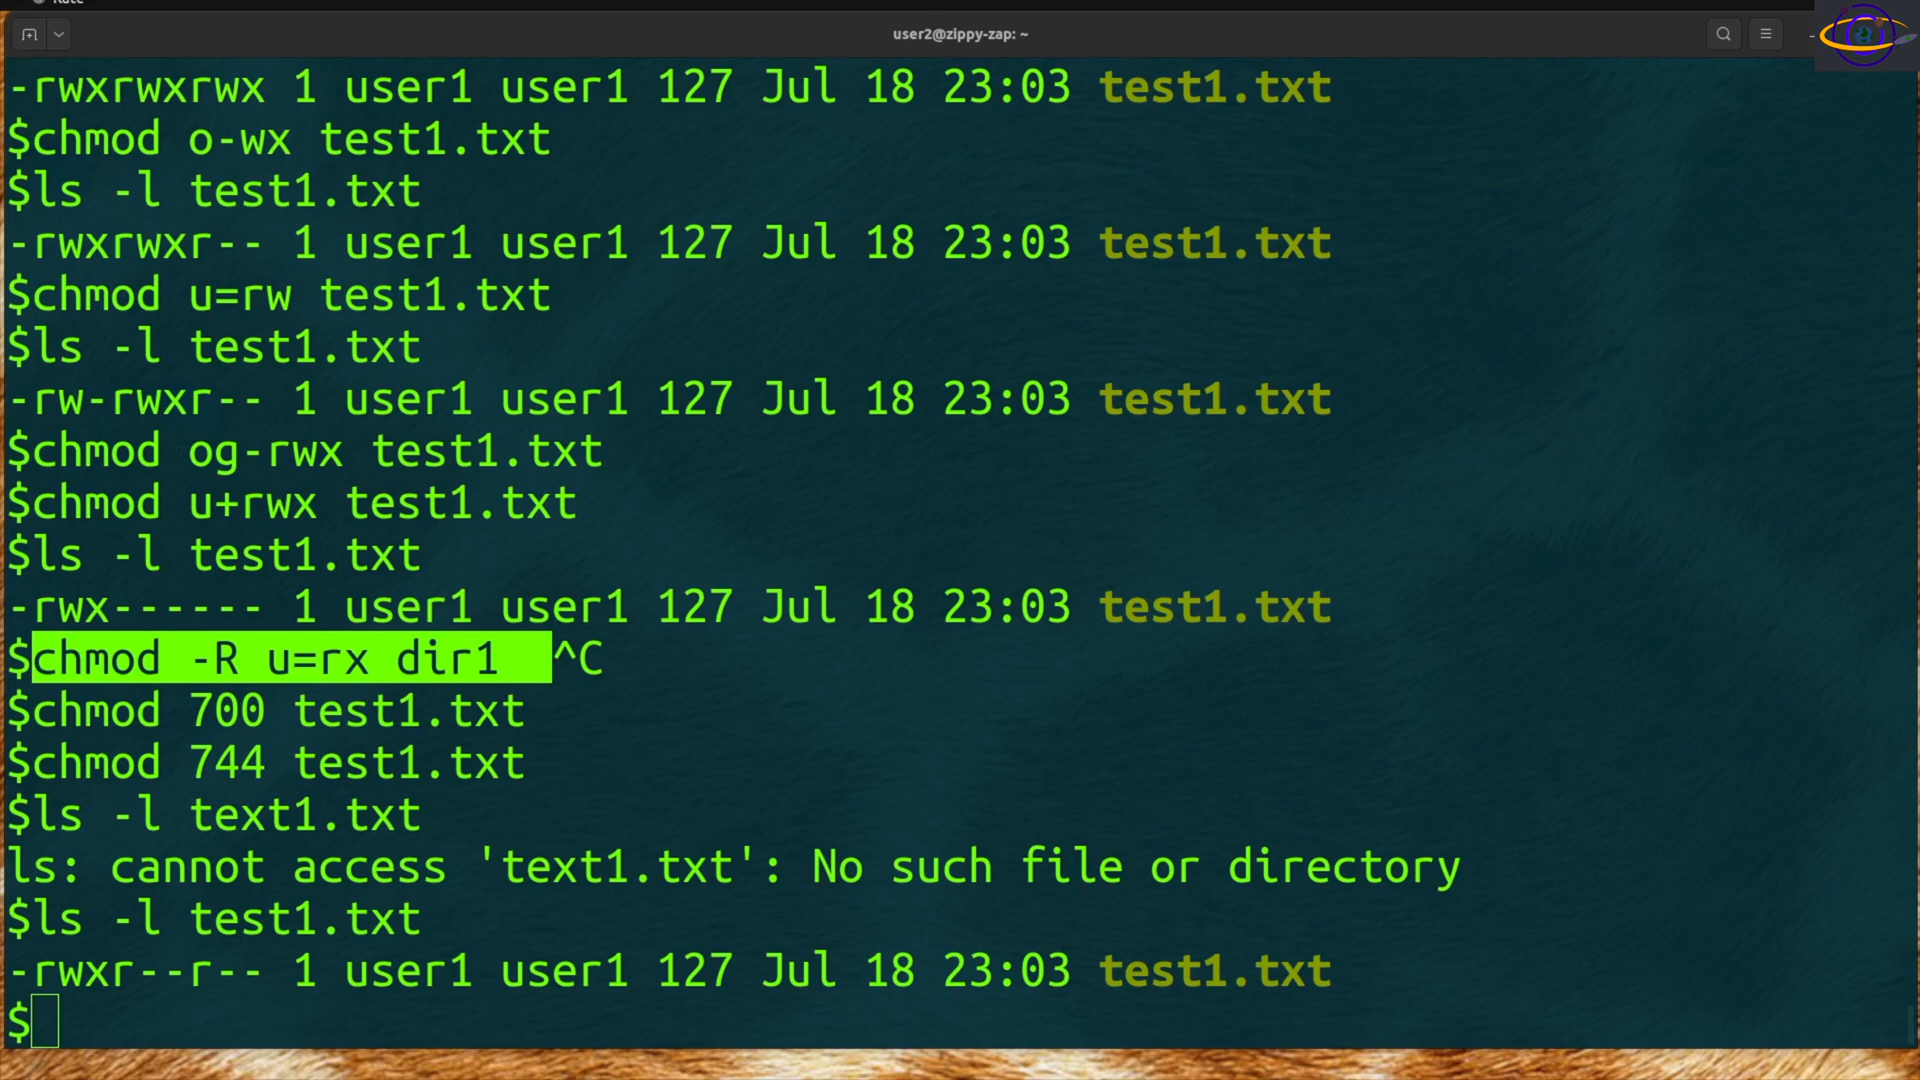 Kate
user2@zippy-zap: ~
-rwxrwxrwx 1 user1 user1 127 Jul 18 23:03 test1.txt
$chmod o-wx test1.txt
$ls -l test1.txt
-rwxrwxr-- 1 user1 user1 127 Jul 18 23:03 test1.txt
$chmod u=rw test1.txt
$ls -l test1.txt
-rw-rwxr-- 1 user1 user1 127 Jul 18 23:03 test1.txt
$chmod og-rwx test1.txt
$chmod u+rwx test1.txt
$ls -l test1.txt
-rwx------ 1 user1 user1 127 Jul 18 23:03 test1.txt
$chmod -R u=rx dir1  ^C
$chmod 700 test1.txt
$chmod 744 test1.txt
$ls -l text1.txt
ls: cannot access 'text1.txt': No such file or directory
$ls -l test1.txt
-rwxr--r-- 1 user1 user1 127 Jul 18 23:03 test1.txt
$